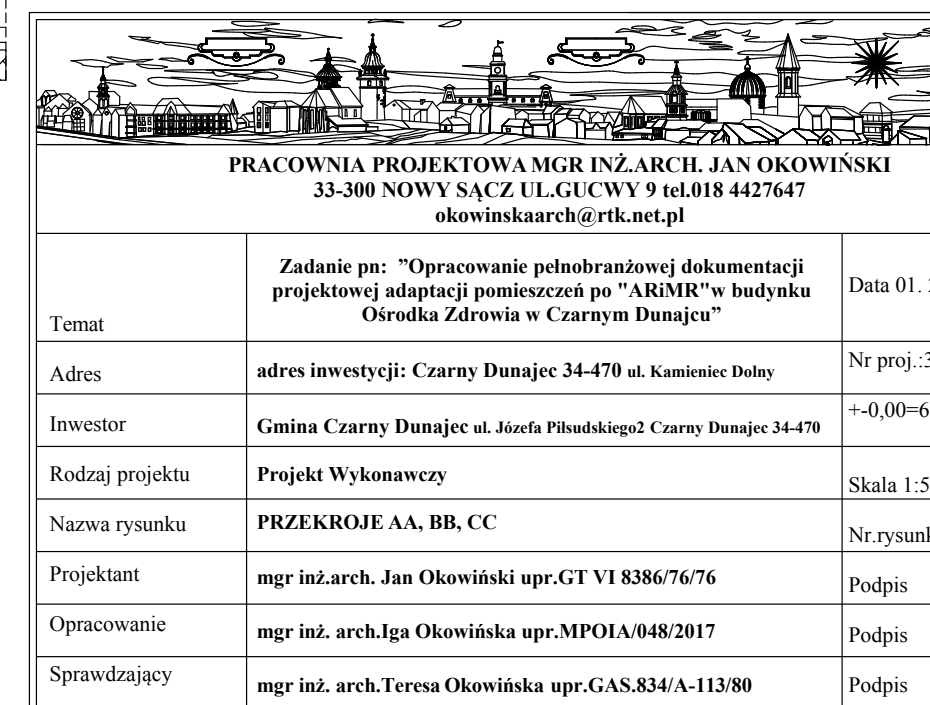 PRACOWNIA PROJEKTOWA MGR INŻ.ARCH. JAN OKOWIŃSKI
33-300 NOWY SĄCZ UL.GUCWY 9 tel.018 4427647
okowinskaarch@rtk.net.pl
Temat
Zadanie pn: ”Opracowanie pełnobranżowej dokumentacji
projektowej adaptacji pomieszczeń po "ARiMR"w budynku
Ośrodka Zdrowia w Czarnym Dunajcu”
Data 01.
Adres
adres inwestycji: Czarny Dunajec 34-470 ul. Kamieniec Dolny
Nr proj.:3
Inwestor
Gmina Czarny Dunajec ul. Józefa Piłsudskiego2 Czarny Dunajec 34-470
+-0,00=6
Rodzaj projektu
Projekt Wykonawczy
Skala 1:5
Nazwa rysunku
PRZEKROJE AA, BB, CC
Nr.rysun
Projektant
mgr inż.arch. Jan Okowiński upr.GT VI 8386/76/76
Podpis
Opracowanie
mgr inż. arch.Iga Okowińska upr.MPOIA/048/2017
Podpis
Sprawdzający
mgr inż. arch.Teresa Okowińska upr.GAS.834/A-113/80
Podpis